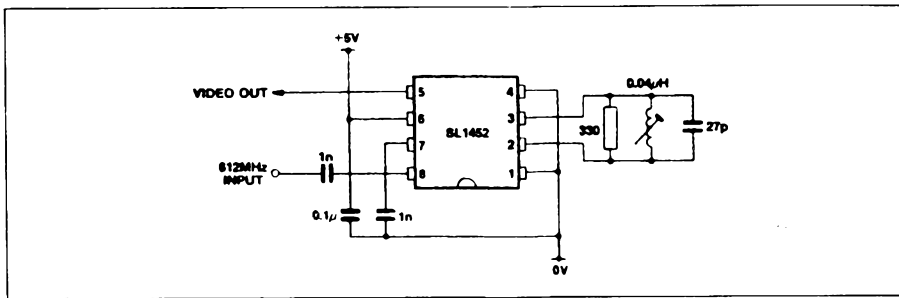 +5V
VIDEO OUT
5
6
7
8
SL1452
4
3
2
1
0.04μH
330
27p
612MHz
INPUT
1n
0.1μ
1n
0V